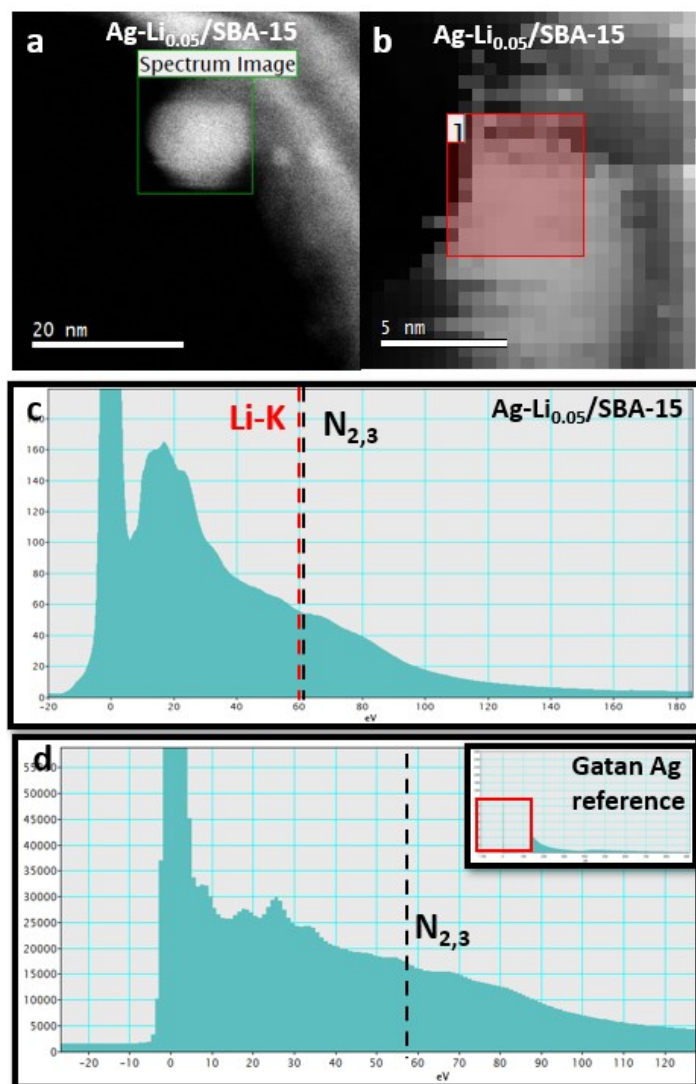 a
Ag-Li0.05/SBA-15
Spectrum Image
20 nm
b
Ag-Li0.05/SBA-15
1
5 nm
c
Li-K
N2,3
Ag-Li0.05/SBA-15
160
140
120
100
80
60
40
20
0
-20 0 20 40 60 80 100 120 140 160 180
eV
d
Gatan Ag
reference
N2,3
55000
50000
45000
40000
35000
30000
25000
20000
15000
10000
5000
0
-20 -10 0 10 20 30 40 50 60 70 80 90 100 110 120
eV